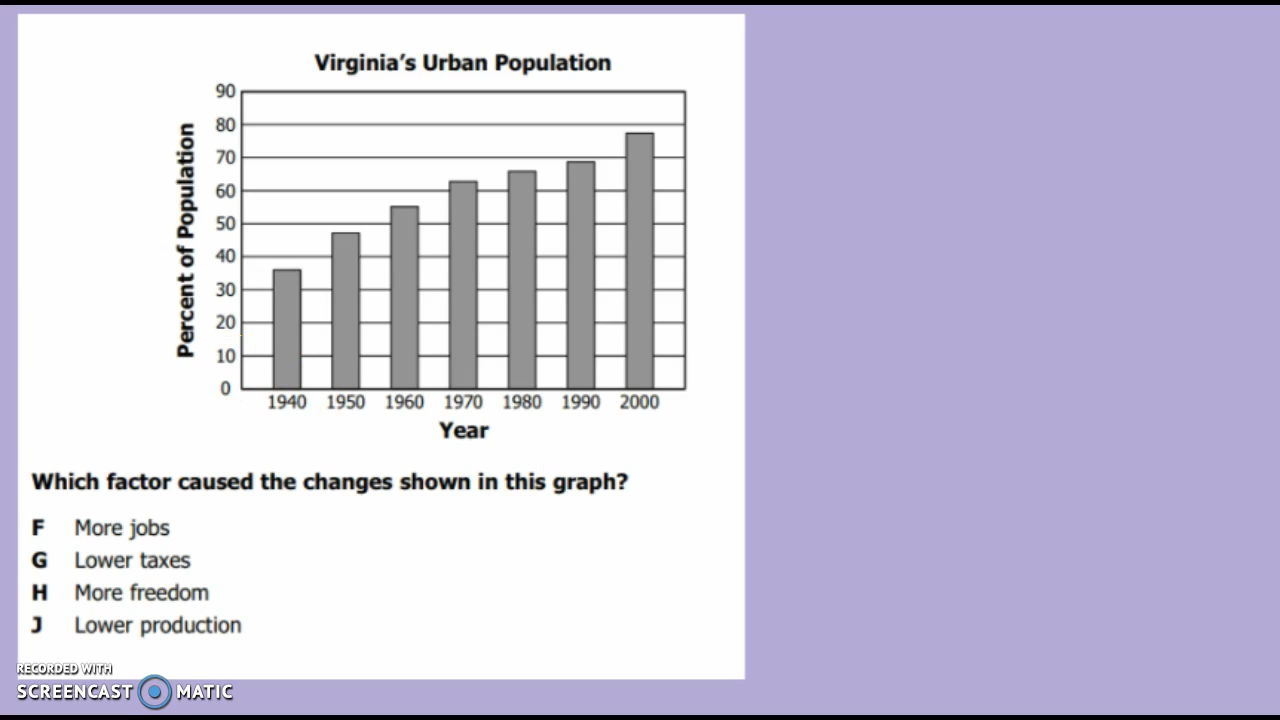 Virginia's Urban Population
Percent of Population
90
80
70
60
50
40
30
20
10
0
1940 1950 1960 1970 1980 1990 2000
Year
Which factor caused the changes shown in this graph?
F More jobs
G Lower taxes
H More freedom
J Lower production
RECORDED WITH
SCREENCAST MATIC